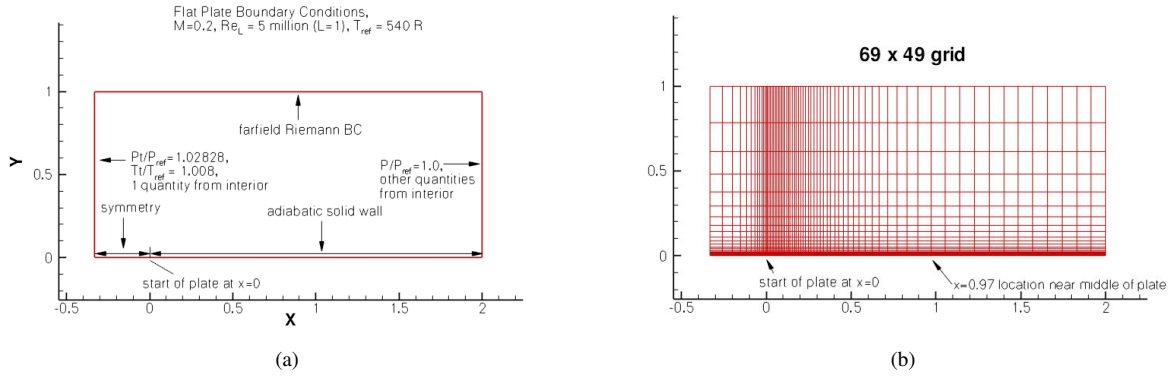 Flat Plate Boundary Conditions,
M=0.2, Re_L = 5 million (L=1), T_ref = 540 R
1
farfield Riemann BC
Y
Pt/P_ref=1.02828,
Tt/T_ref = 1.008,
1 quantity from interior
P/P_ref=1.0,
other quantities
from interior
0.5
symmetry
adiabatic solid wall
0
start of plate at x=0
-0.5 0 0.5 1 1.5 2
X
(a)
69 x 49 grid
1
0.5
0
start of plate at x=0
x=0.97 location near middle of plate
-0.5 0 0.5 1 1.5 2
(b)